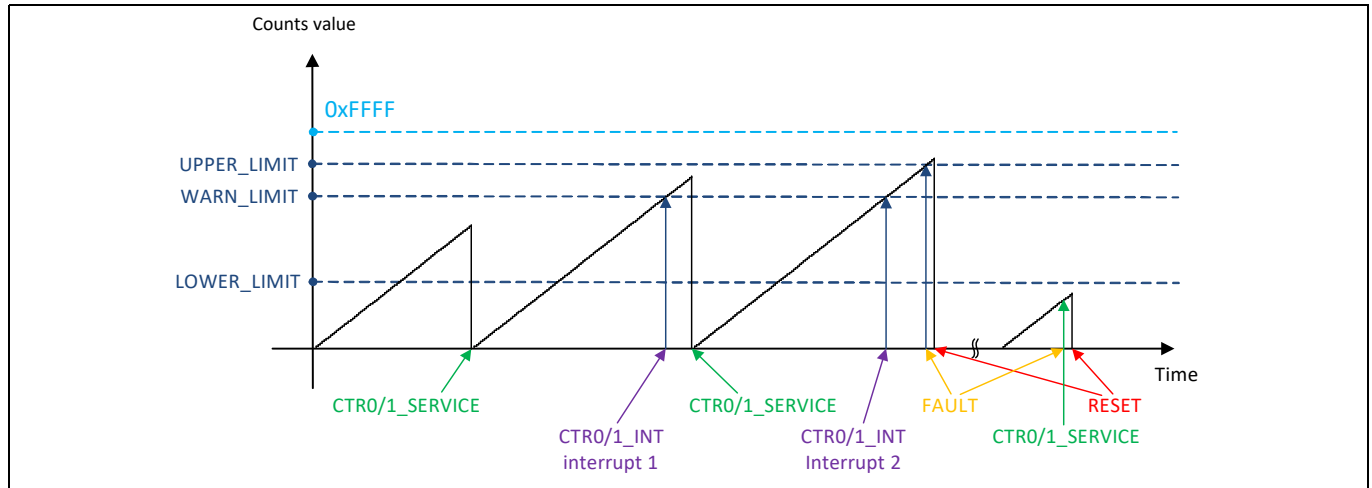 Counts value
0xFFFF
UPPER_LIMIT
WARN_LIMIT
LOWER_LIMIT
Time
CTR0/1_SERVICE
CTR0/1_SERVICE
FAULT
RESET
CTR0/1_INT
interrupt 1
CTR0/1_INT
Interrupt 2
CTR0/1_SERVICE